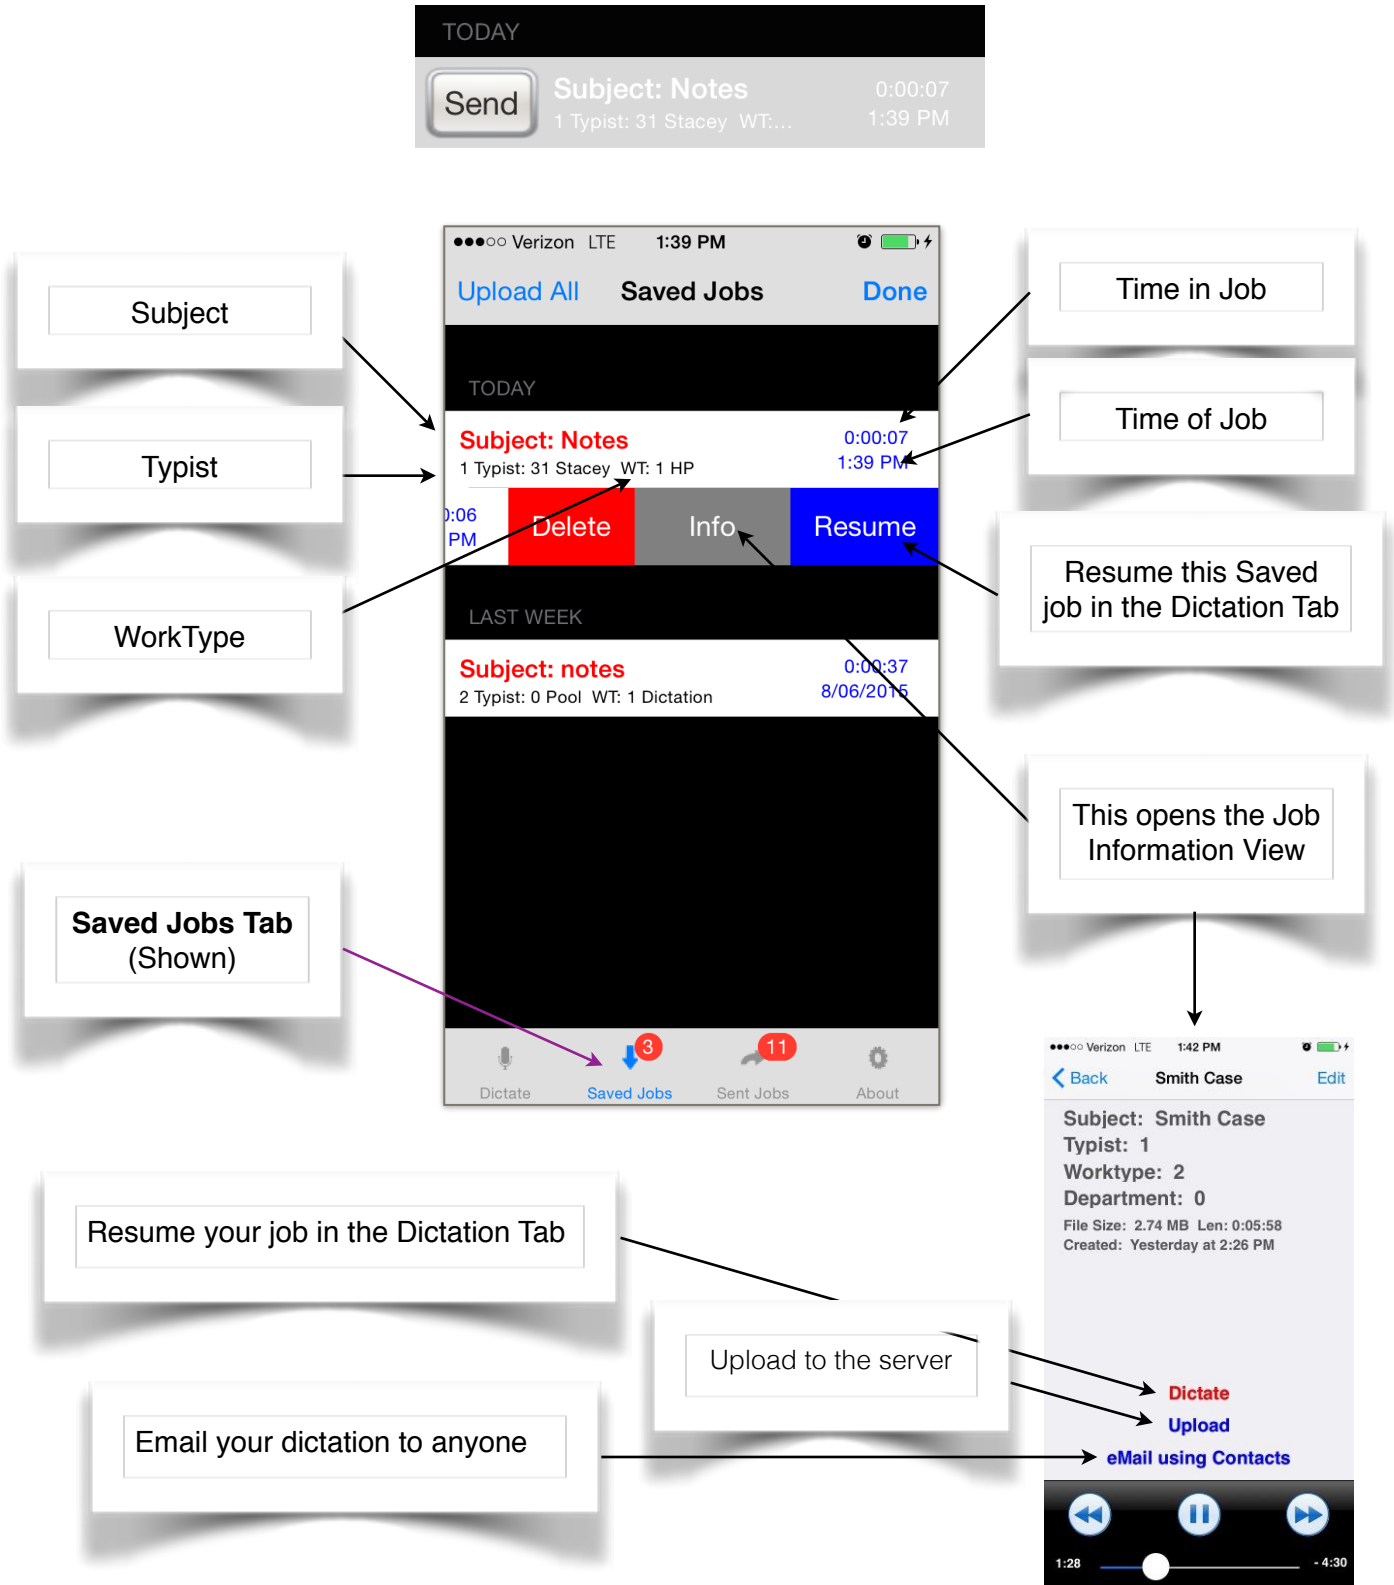 TODAY
Send
Subject: Notes
0:00:07
1 Typist: 31 Stacey WT:...
1:39 PM
Verizon LTE 1:39 PM
Upload All Saved Jobs Done
TODAY
Subject: Notes
0:00:07
1 Typist: 31 Stacey WT: 1 HP
1:39 PM
:06
PM
Delete
Info
Resume
LAST WEEK
Subject: notes
0:00:37
2 Typist: 0 Pool WT: 1 Dictation
8/06/2015
3
11
Dictate
Saved Jobs
Sent Jobs
About
Subject
Typist
WorkType
Saved Jobs Tab
(Shown)
Time in Job
Time of Job
Resume this Saved
job in the Dictation Tab
This opens the Job
Information View
Verizon LTE 1:42 PM
Back Smith Case Edit
Subject: Smith Case
Typist: 1
Worktype: 2
Department: 0
File Size: 2.74 MB Len: 0:05:58
Created: Yesterday at 2:26 PM
Dictate
Upload
eMail using Contacts
1:28
- 4:30
Resume your job in the Dictation Tab
Upload to the server
Email your dictation to anyone